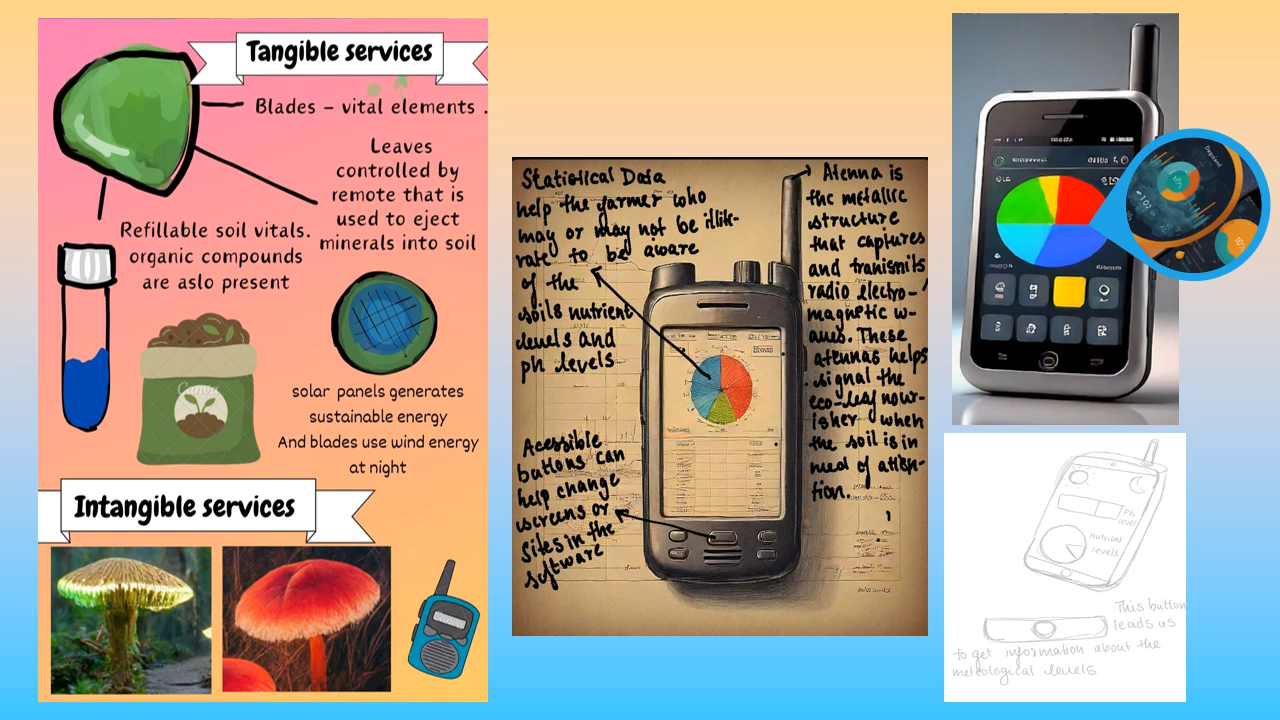 Tangible services
Blades – vital elements .
Leaves
controlled by
remote that is
used to eject
minerals into soil
Refillable soil vitals.
organic compounds
are aslo present
solar panels generates
sustainable energy
And blades use wind energy
at night
Intangible services
Statistical Data
help the farmer who
may or may not be illit-
rate to be aware
of the
soils nutrient
levels and
ph levels
Acessible
buttons can
help change
screens or
Sites in the
software
Atenna is
the metallic
structure
that captures
and transmits
radio electro-
magnetic w-
aves. These
atennas helps
signal the
eco-leaf nour-
isher when
the soil is in
need of atten-
tion.
Ph
level
nutrient
levels
This button
leads us
to get information about the
meteological levels